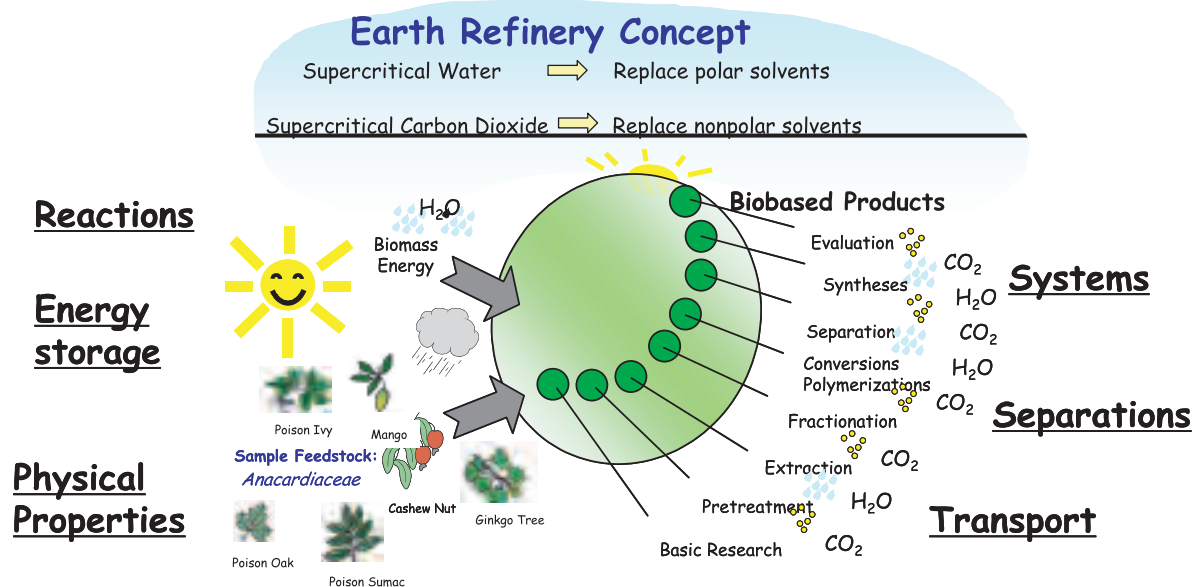 Earth Refinery Concept
Supercritical Water Replace polar solvents
Supercritical Carbon Dioxide Replace nonpolar solvents
Reactions
Energy
storage
Physical
Properties
H₂O
Biomass
Energy
Poison Ivy
Mango
Sample Feedstock:
Anacardiaceae
Cashew Nut
Ginkgo Tree
Poison Oak
Poison Sumac
Biobased Products
Evaluation
CO₂
Syntheses
H₂O
Separation
CO₂
Conversions
H₂O
Polymerizations
CO₂
Fractionation
CO₂
Extraction
H₂O
Pretreatment
CO₂
Basic Research
Systems
Separations
Transport